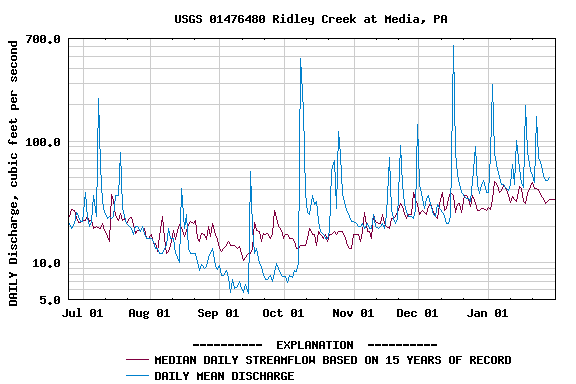 USGS 01476480 Ridley Creek at Media, PA
DAILY Discharge, cubic feet per second
700.0
100.0
10.0
5.0
Jul 01 Aug 01 Sep 01 Oct 01 Nov 01 Dec 01 Jan 01
---------- EXPLANATION ----------
MEDIAN DAILY STREAMFLOW BASED ON 15 YEARS OF RECORD
DAILY MEAN DISCHARGE